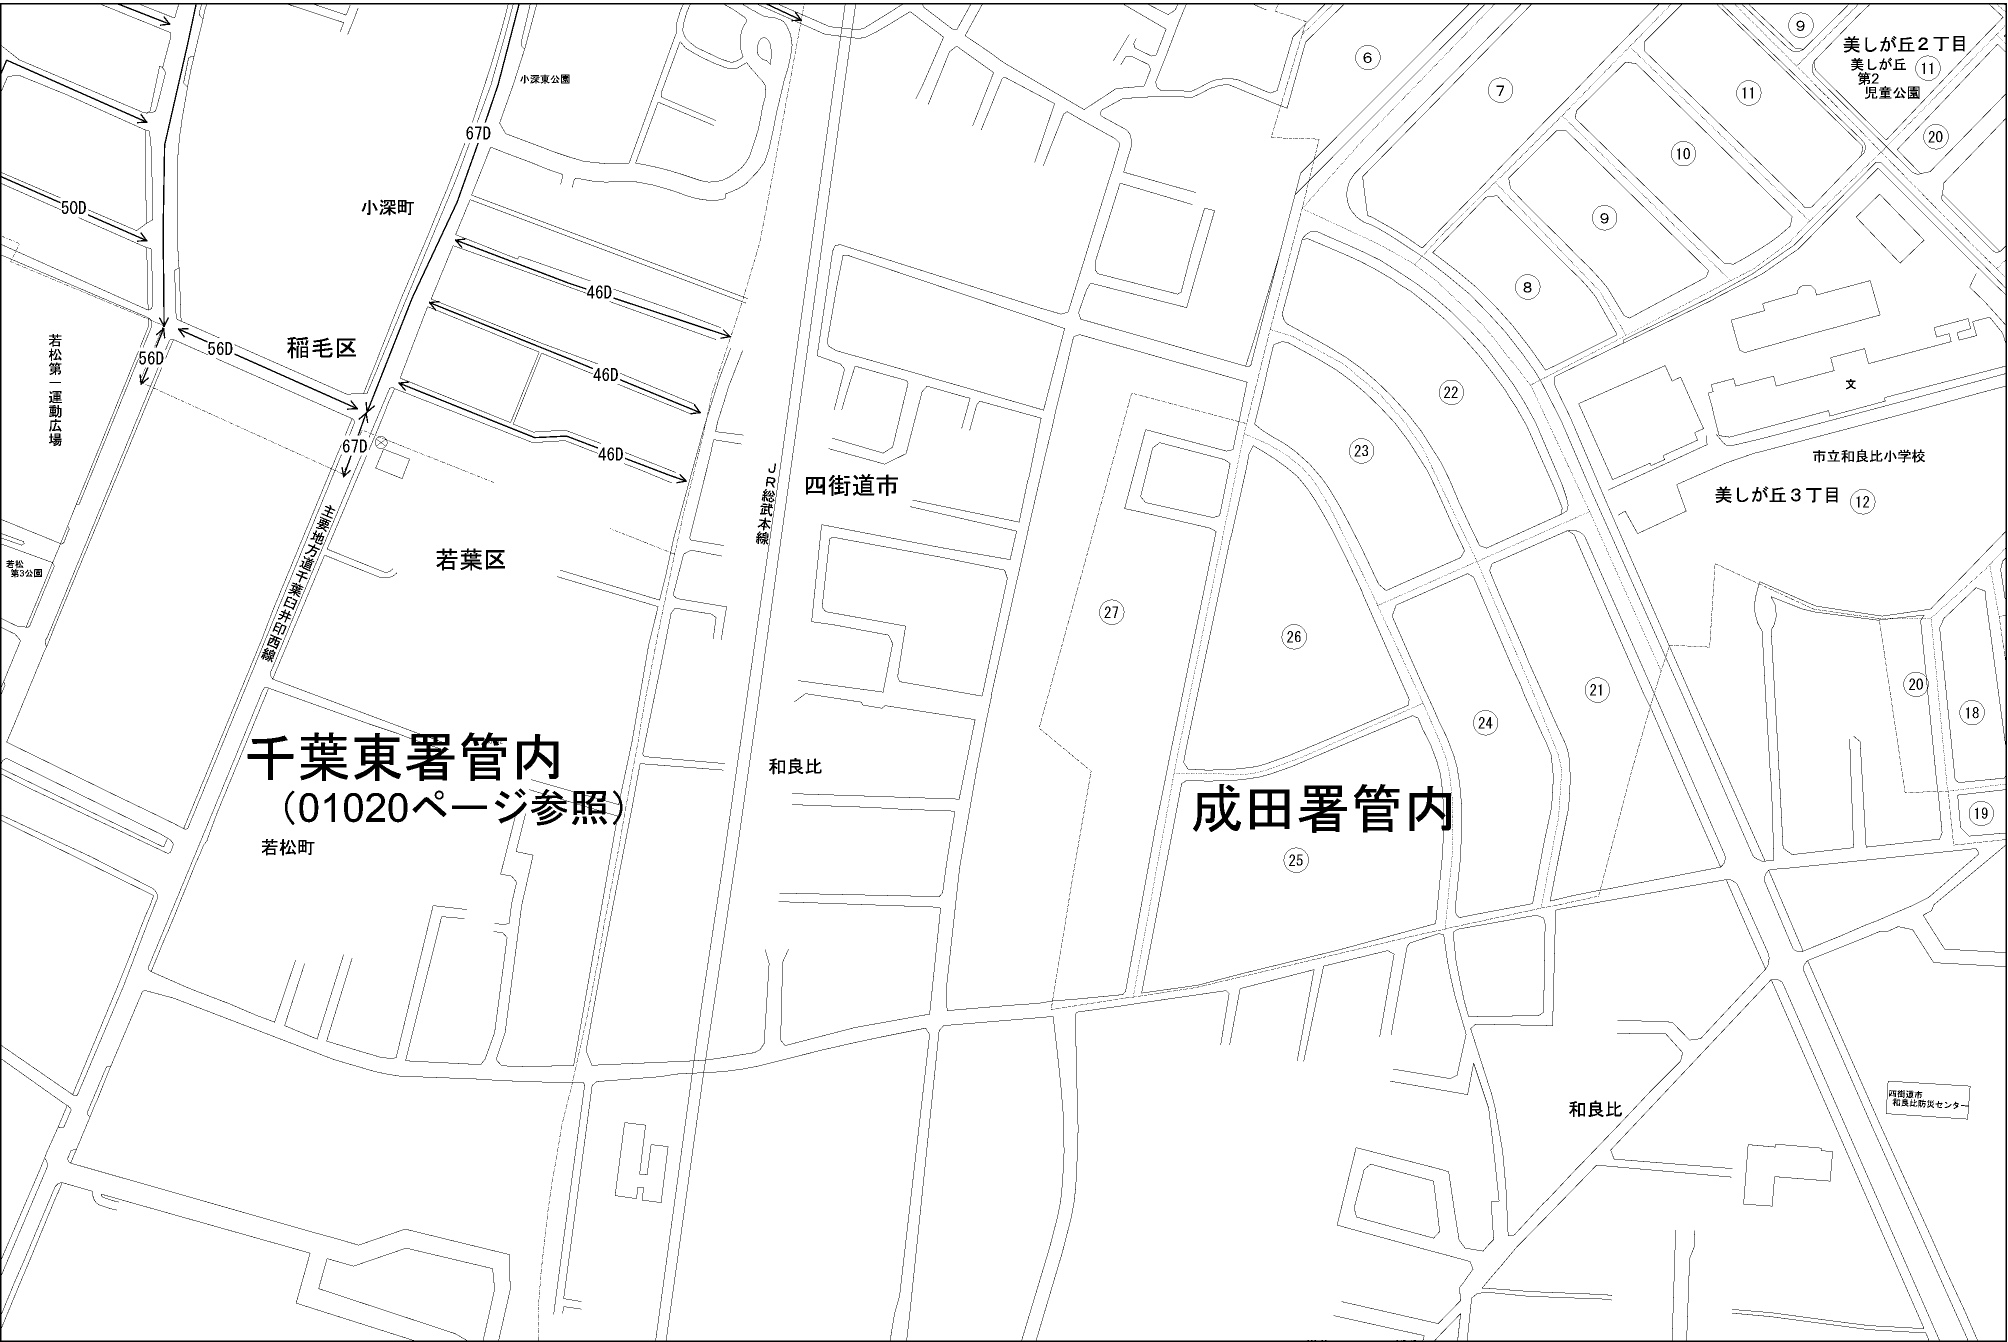 9
美しが丘2丁目
美しが丘
第2
児童公園
11
6
7
11
20
10
9
8
小深東公園
67D
50D
小深町
46D
56D
56D
稲毛区
若松第一運動広場
46D
67D
46D
22
23
文
市立和良比小学校
美しが丘3丁目
12
JR総武本線
四街道市
主要地方道千葉臼井印西線
若葉区
若松
第3公園
27
26
21
20
24
18
千葉東署管内
(01020ページ参照)
和良比
成田署管内
19
若松町
25
四街道市
和良比防災センター
和良比